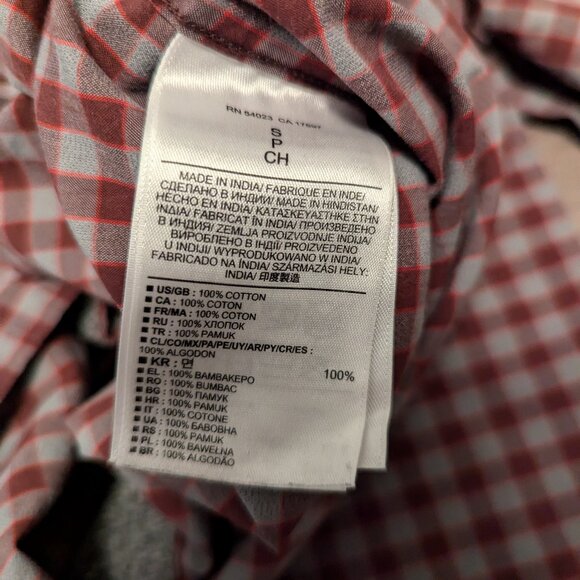 RN 54023 CA 17897
S
P
CH
MADE IN INDIA/ FABRIQUE EN INDE/
СДЕЛАНО В ИНДИИ/ MADE IN HINDISTAN/
HECHO EN INDIA/ ΚΑΤΑΣΚΕΥΑΣΤΗΚΕ ΣΤΗΝ
ΙΝΔΙΑ/ FABRICAT ÎN INDIA/ ПРОИЗВЕДЕНО
В ИНДИЯ/ ZEMLJA PROIZVODNJE INDIJA/
ВИРОБЛЕНО В ІНДІЇ/ PROIZVEDENO
U INDIJI/ WYPRODUKOWANO W INDII/
FABRICADO NA ÍNDIA/ SZÁRMAZÁSI HELY:
INDIA/ 印度製造
■ US/GB : 100% COTTON
■ CA : 100% COTON
■ FR/MA : 100% COTON
■ RU : 100% ХЛОПОК
■ TR : 100% PAMUK
■ CL/CO/MX/PA/PE/UY/AR/PY/CR/ES :
100% ALGODON
■ KR : 면 100%
■ EL : 100% ΒΑΜΒΑΚΕΡΟ
■ RO : 100% BUMBAC
■ BG : 100% ПАМУК
■ HR : 100% PAMUK
■ IT : 100% COTONE
■ UA : 100% БАВОВНА
■ RS : 100% PAMUK
■ PL : 100% BAWEŁNA
■ BR : 100% ALGODÃO